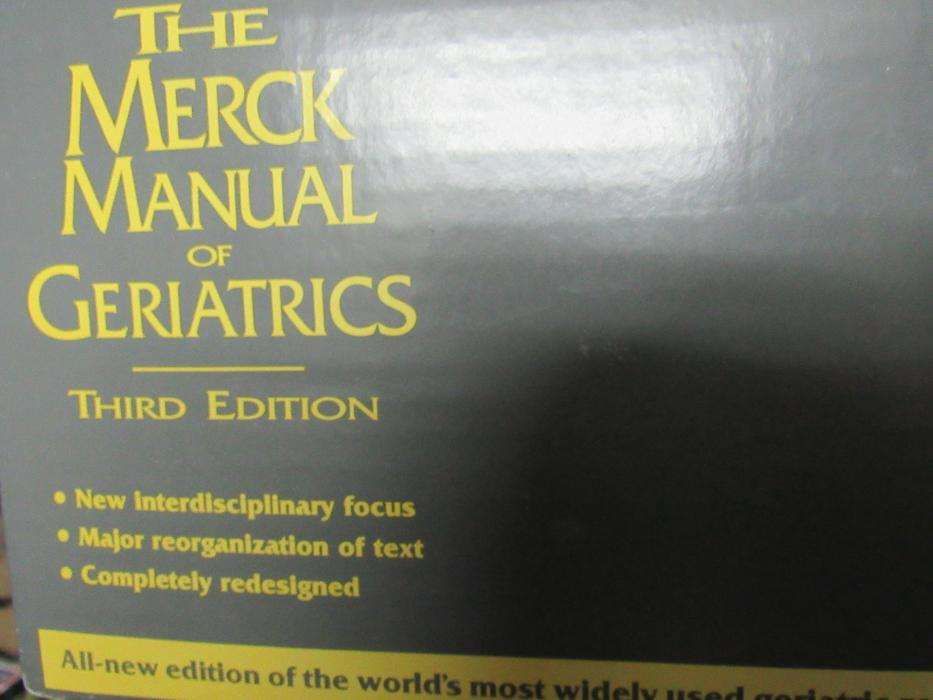 THE
MERCK
MANUAL
OF
GERIATRICS
THIRD EDITION
• New interdisciplinary focus
• Major reorganization of text
• Completely redesigned
All-new edition of the world's most widely used